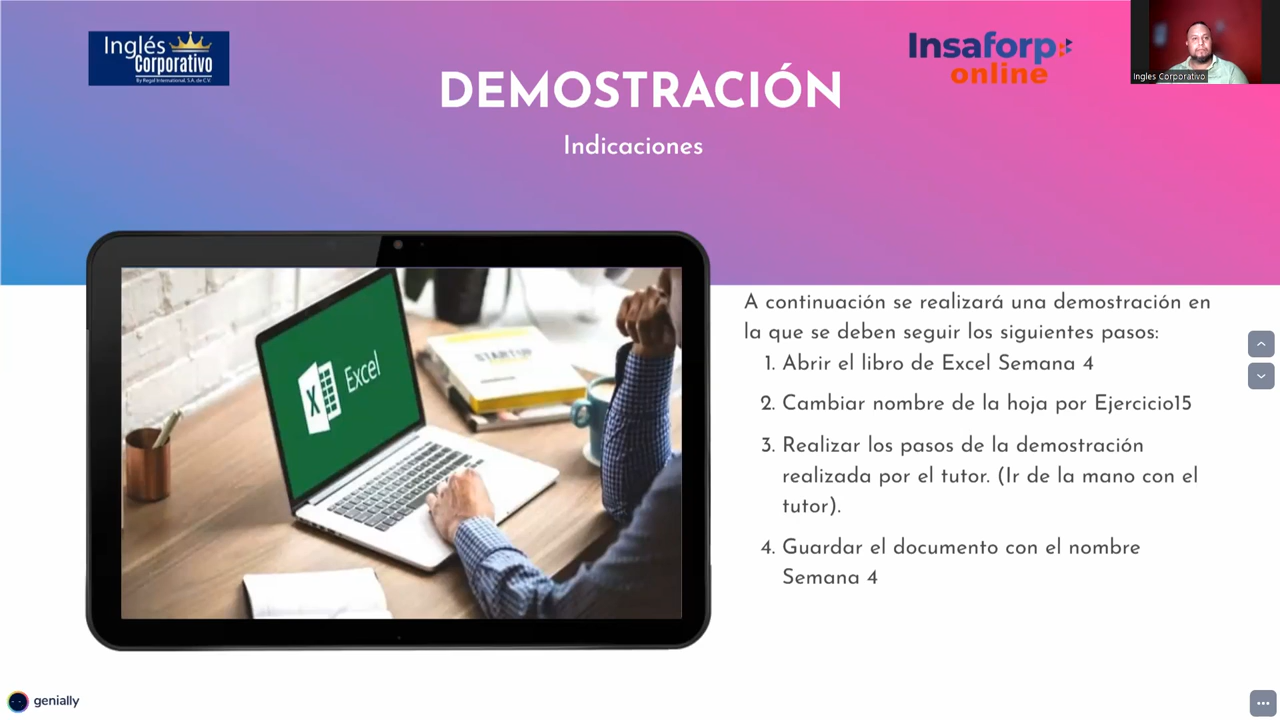 Inglés
Corporativo
By Regal International, S.A. de C.V.
Insaforp
online
Ingles Corporativo
DEMOSTRACIÓN
Indicaciones
Excel
STARTUP
A continuación se realizará una demostración en
la que se deben seguir los siguientes pasos:
1. Abrir el libro de Excel Semana 4
2. Cambiar nombre de la hoja por Ejercicio15
3. Realizar los pasos de la demostración
realizada por el tutor. (Ir de la mano con el
tutor).
4. Guardar el documento con el nombre
Semana 4
genially